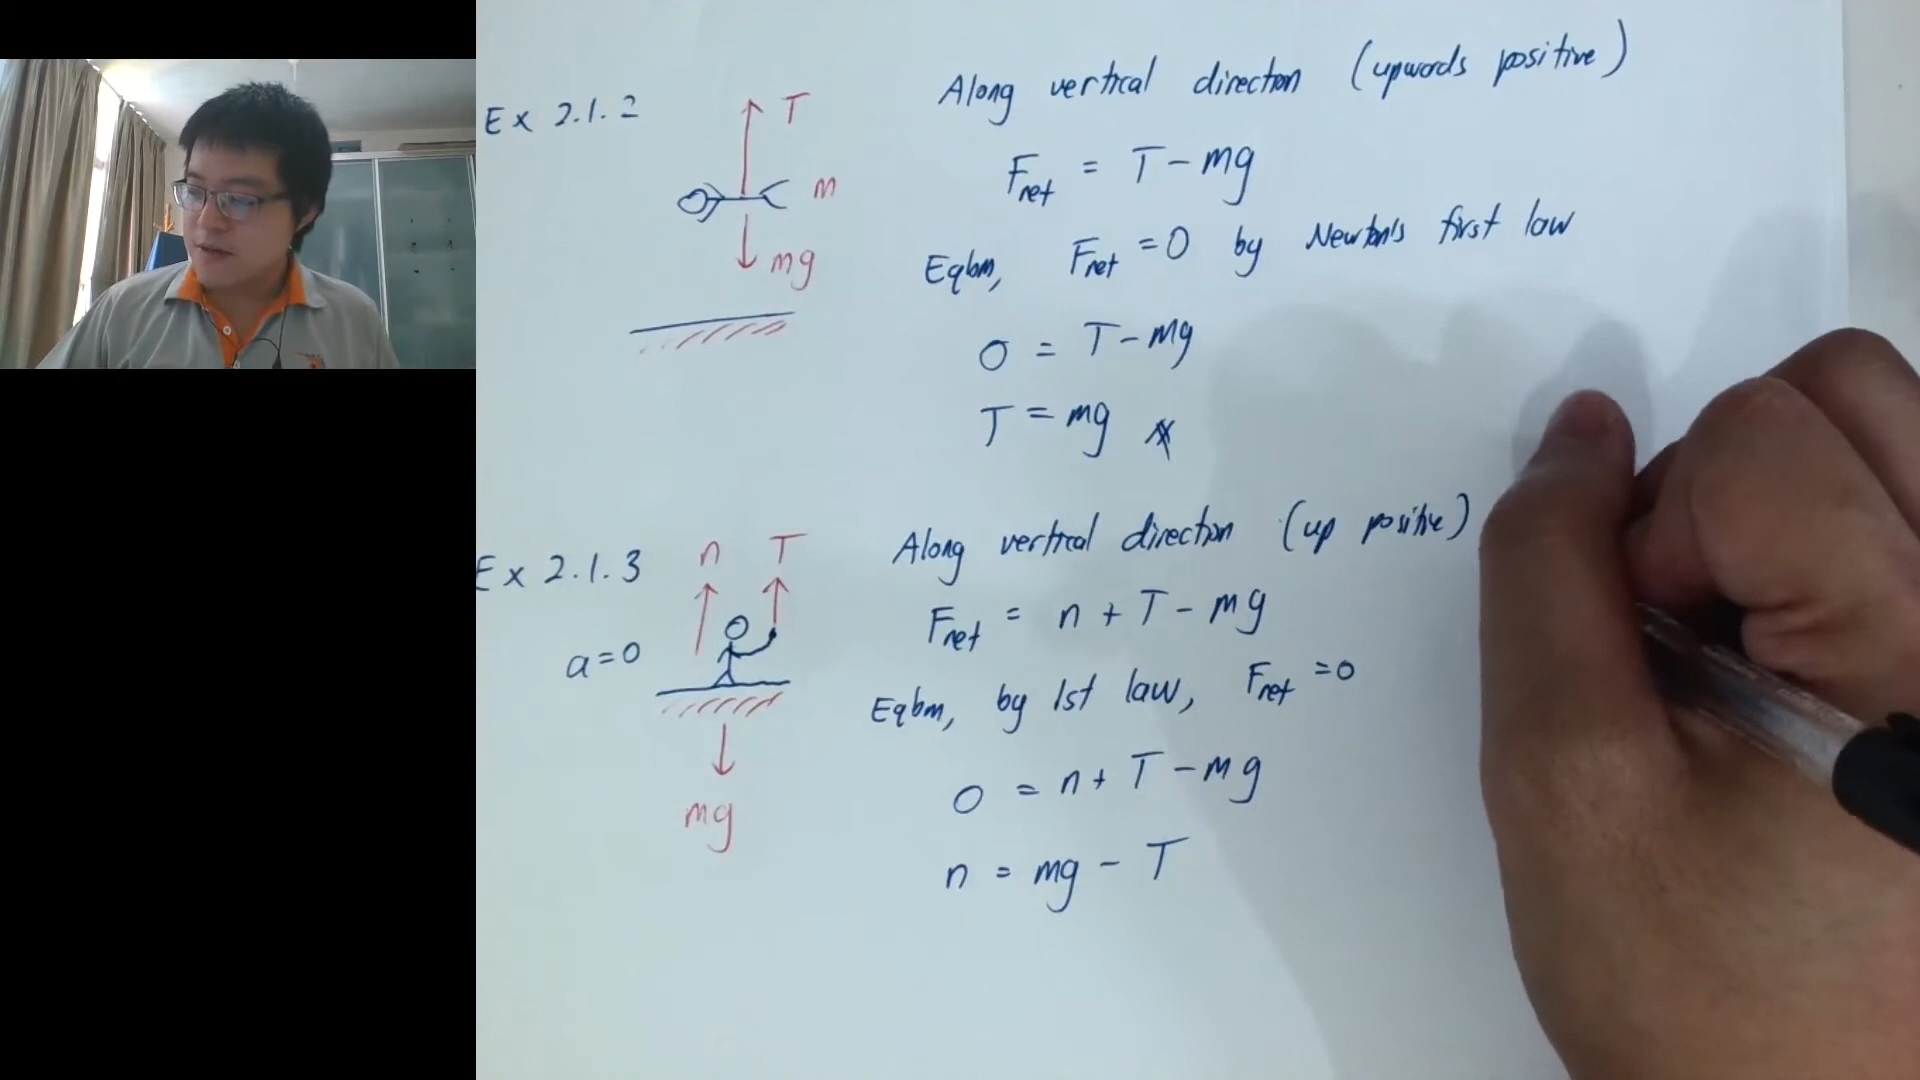 Ex 2.1.2
T
m
mg
Along vertical direction (upwards positive)
Fnet = T - mg
Eqbm, Fnet = 0 by Newton's first law
0 = T - mg
T = mg
Ex 2.1.3
n T
a=0
mg
Along vertical direction (up positive)
Fnet = n + T - mg
Eqbm, by 1st law, Fnet = 0
0 = n + T - mg
n = mg - T